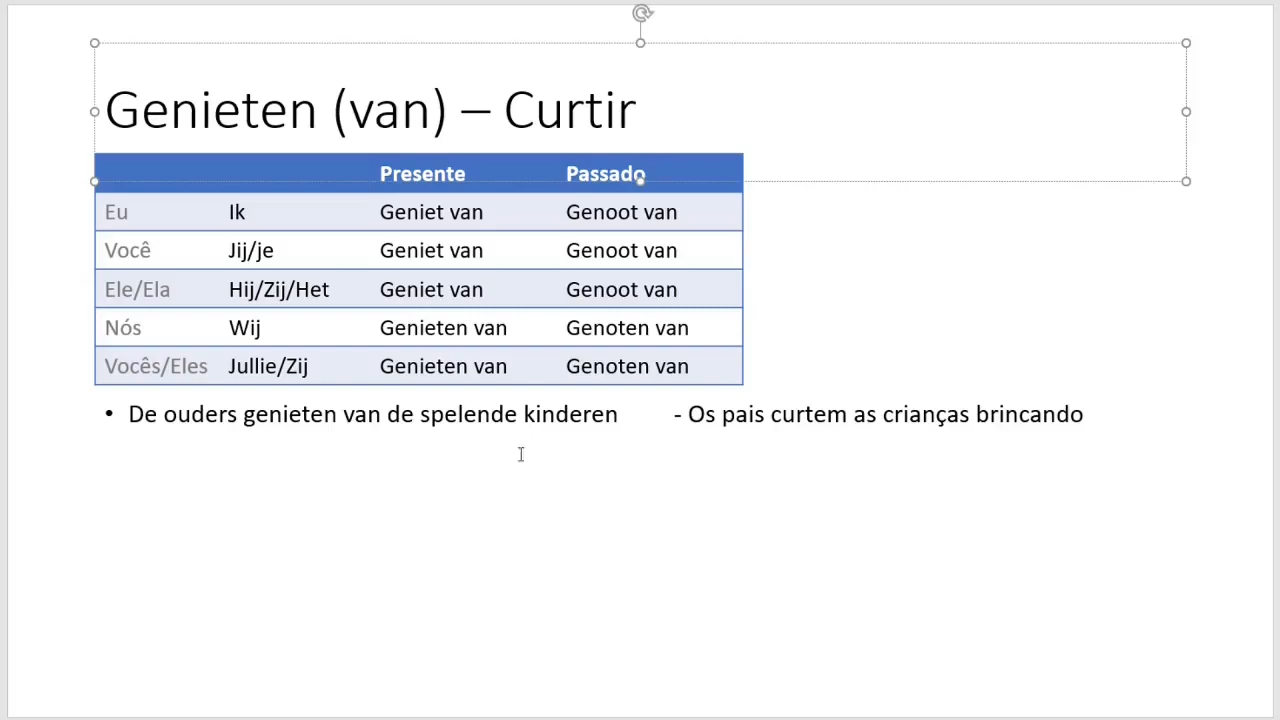 Genieten (van) – Curtir
Presente Passado
Eu Ik Geniet van Genoot van
Você Jij/je Geniet van Genoot van
Ele/Ela Hij/Zij/Het Geniet van Genoot van
Nós Wij Genieten van Genoten van
Vocês/Eles Jullie/Zij Genieten van Genoten van
• De ouders genieten van de spelende kinderen - Os pais curtem as crianças brincando